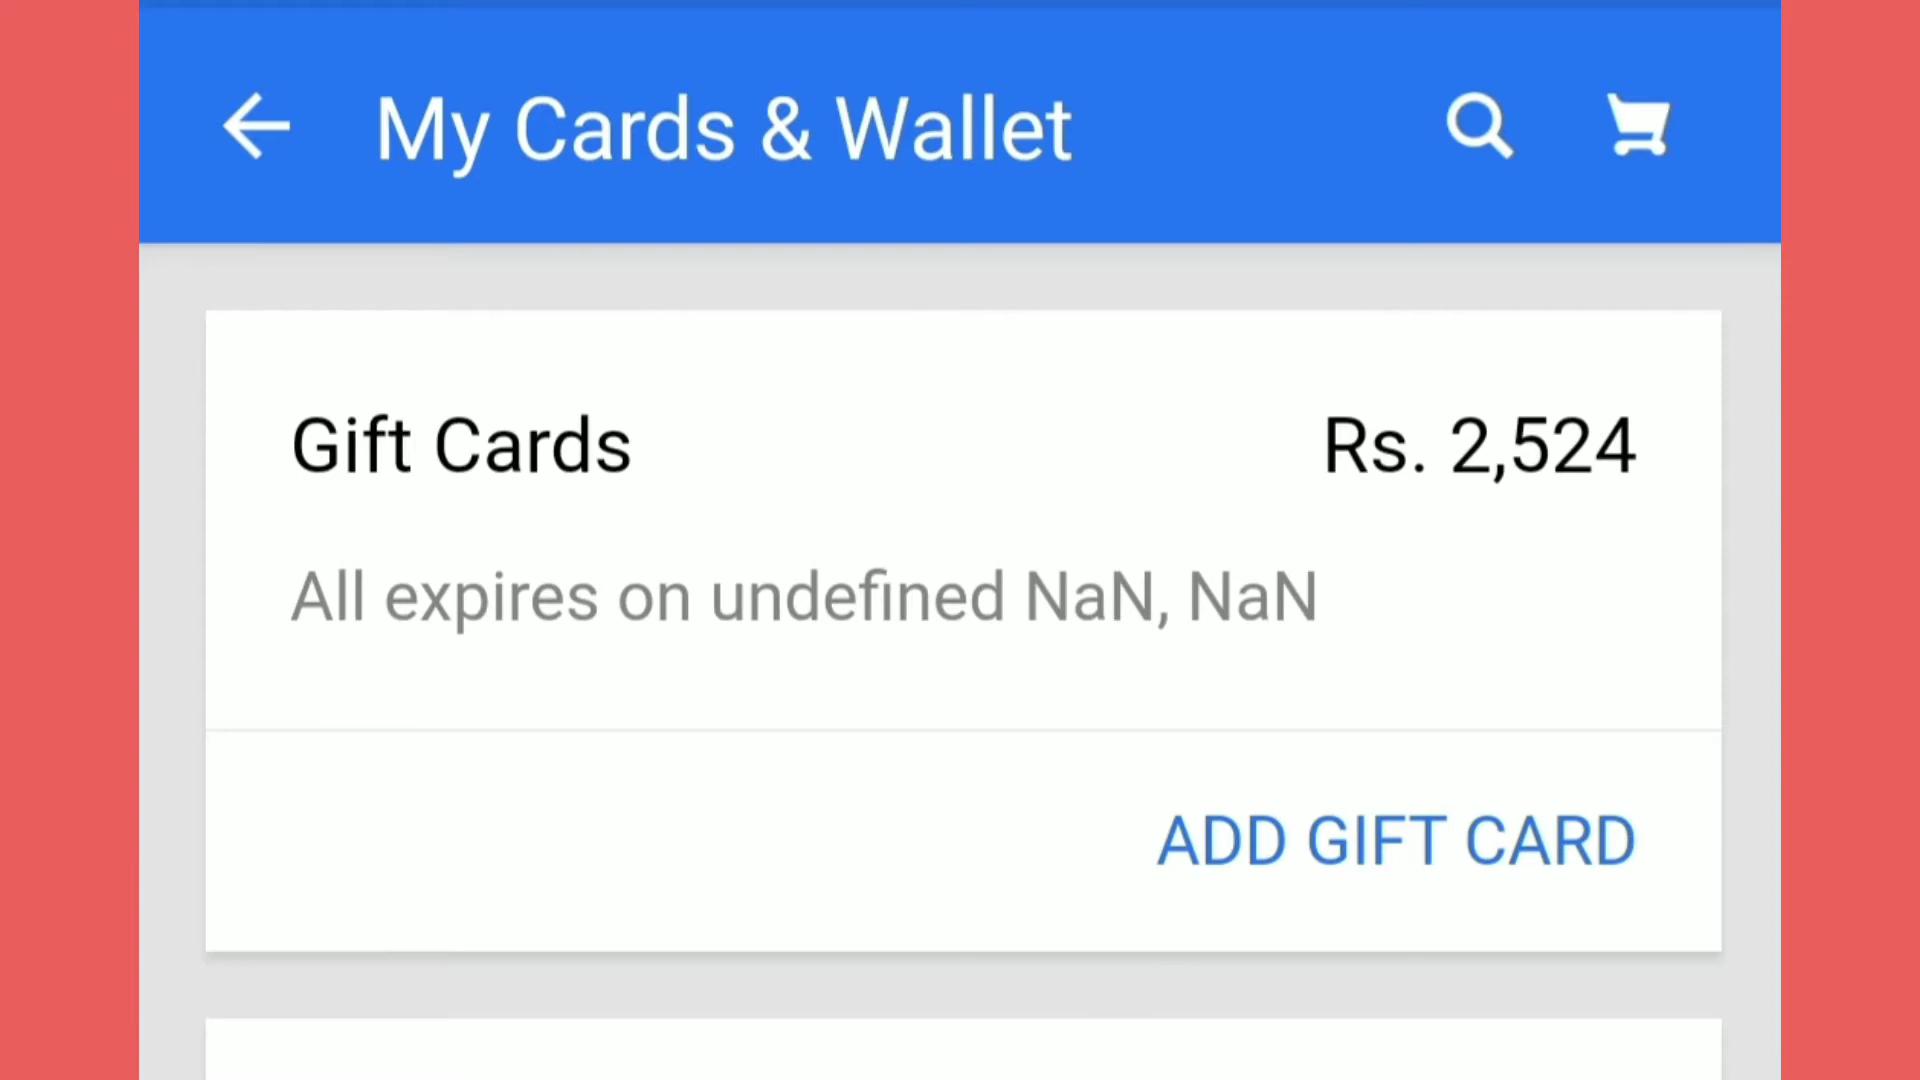 My Cards & Wallet
Gift Cards Rs. 2,524
All expires on undefined NaN, NaN
ADD GIFT CARD